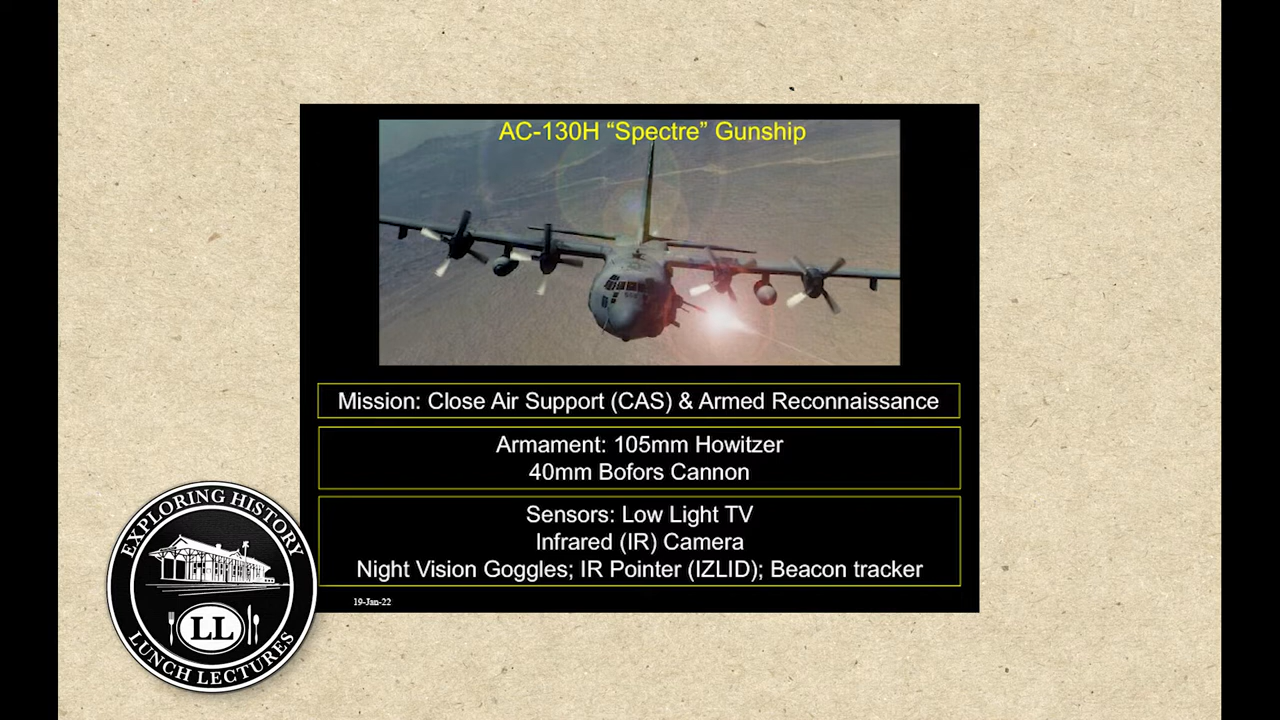 AC-130H “Spectre” Gunship
Mission: Close Air Support (CAS) & Armed Reconnaissance
Armament: 105mm Howitzer
40mm Bofors Cannon
Sensors: Low Light TV
Infrared (IR) Camera
Night Vision Goggles; IR Pointer (IZLID); Beacon tracker
19-Jan-22
EXPLORING HISTORY
LL
LUNCH LECTURES